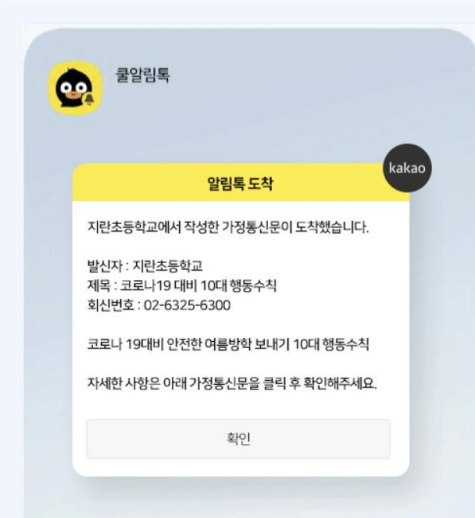 쿨알림톡
kakao
알림톡 도착
지란초등학교에서 작성한 가정통신문이 도착했습니다.
발신자 : 지란초등학교
제목 : 코로나19 대비 10대 행동수칙
회신번호 : 02-6325-6300
코로나 19대비 안전한 여름방학 보내기 10대 행동수칙
자세한 사항은 아래 가정통신문을 클릭 후 확인해주세요.
확인